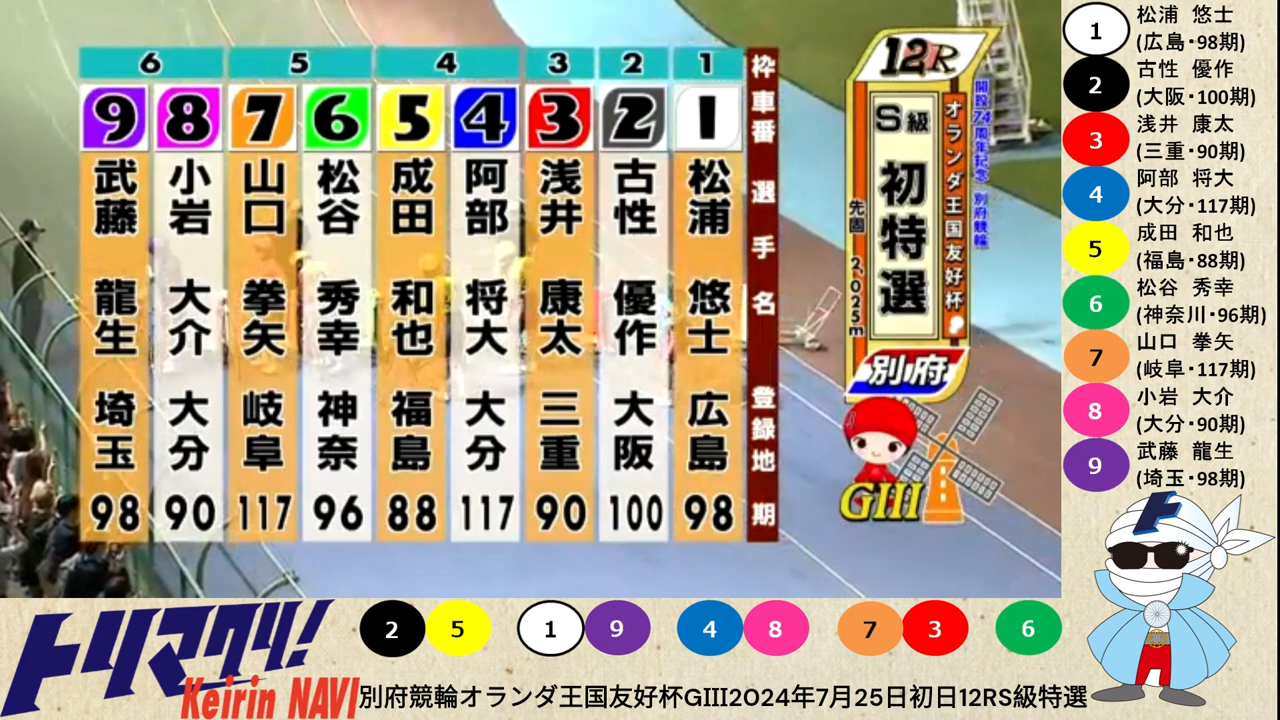 枠 1 2 3 4 5 6
車番 1 2 3 4 5 6 7 8 9
選手名
登録地
期
松浦 悠士 広島 98
古性 優作 大阪 100
浅井 康太 三重 90
阿部 将大 大分 117
成田 和也 福島 88
松谷 秀幸 神奈 96
山口 拳矢 岐阜 117
小岩 大介 大分 90
武藤 龍生 埼玉 98
12R
開設74周年記念 別府競輪
オランダ王国友好杯
S級 初特選
先固 2,025m
別府
GIII
1 松浦 悠士
(広島・98期)
2 古性 優作
(大阪・100期)
3 浅井 康太
(三重・90期)
4 阿部 将大
(大分・117期)
5 成田 和也
(福島・88期)
6 松谷 秀幸
(神奈川・96期)
7 山口 拳矢
(岐阜・117期)
8 小岩 大介
(大分・90期)
9 武藤 龍生
(埼玉・98期)
ト
トリマクリ!
Keirin NAVI
2 5 1 9 4 8 7 3 6
別府競輪オランダ王国友好杯GIII2024年7月25日初日12RS級特選